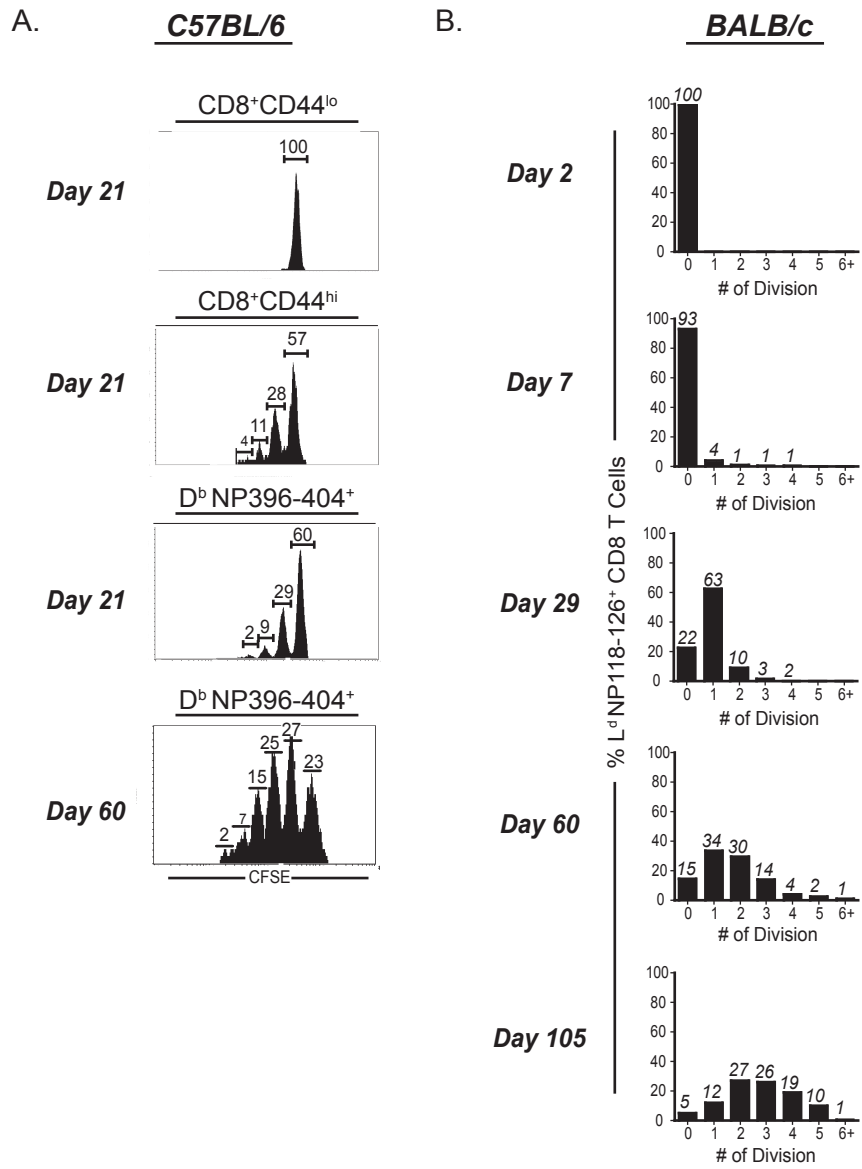 A.
C57BL/6
CD8⁺CD44ˡᵒ
Day 21
100
CD8⁺CD44ʰⁱ
Day 21
4 11 28 57
Dᵇ NP396-404⁺
Day 21
2 9 29 60
Dᵇ NP396-404⁺
Day 60
2 7 15 25 27 23
CFSE
B.
BALB/c
% Lᵈ NP118-126⁺ CD8 T Cells
Day 2
100
100
80
60
40
20
0
0 1 2 3 4 5 6+
# of Division
Day 7
100
80
60
40
20
0
93 4 1 1 1
0 1 2 3 4 5 6+
# of Division
Day 29
100
80
60
40
20
0
22 63 10 3 2
0 1 2 3 4 5 6+
# of Division
Day 60
100
80
60
40
20
0
15 34 30 14 4 2 1
0 1 2 3 4 5 6+
# of Division
Day 105
100
80
60
40
20
0
5 12 27 26 19 10 1
0 1 2 3 4 5 6+
# of Division